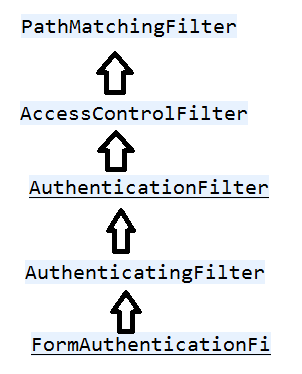 PathMatchingFilter
AccessControlFilter
AuthenticationFilter
AuthenticatingFilter
FormAuthenticationFi